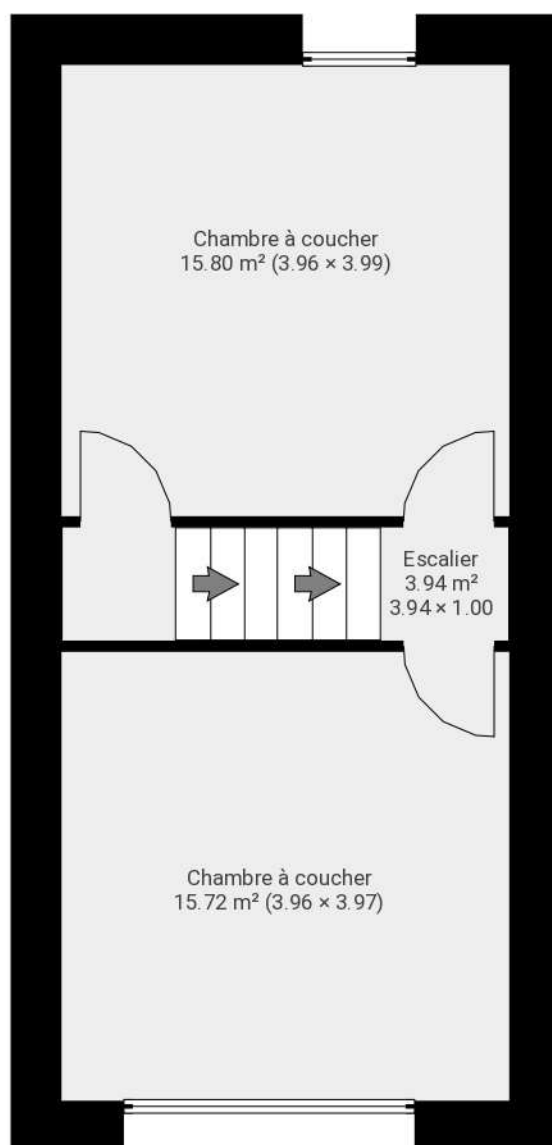 Chambre à coucher
15.80 m² (3.96 × 3.99)
Escalier
3.94 m²
3.94 × 1.00
Chambre à coucher
15.72 m² (3.96 × 3.97)